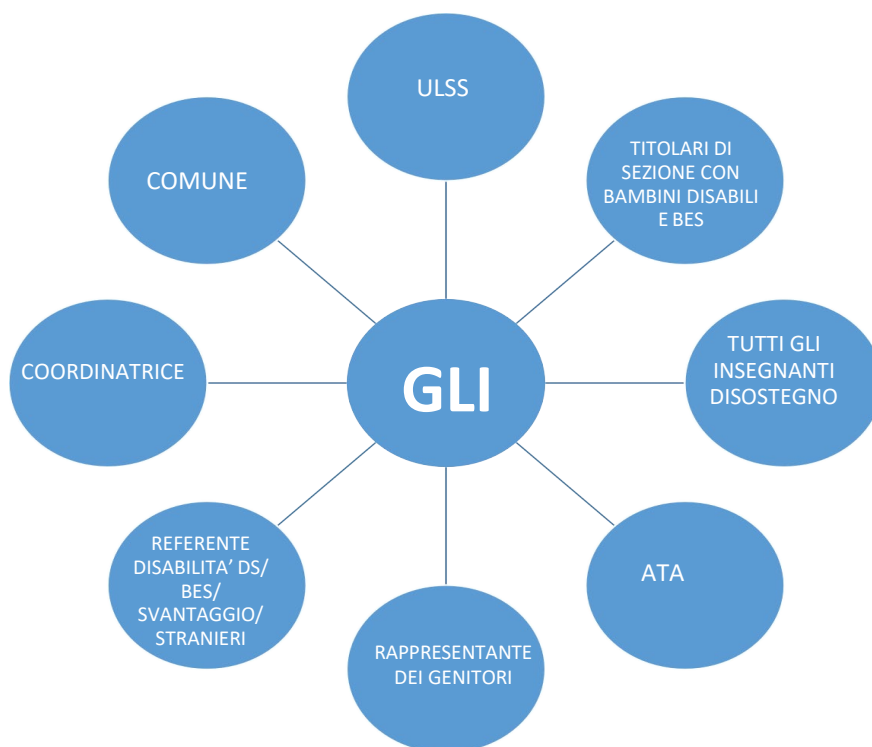 ULSS
TITOLARI DI
SEZIONE CON
BAMBINI DISABILI
E BES
COMUNE
TUTTI GLI
INSEGNANTI
DISOSTEGNO
COORDINATRICE
GLI
REFERENTE
DISABILITA’ DS/
BES/
SVANTAGGIO/
STRANIERI
ATA
RAPPRESENTANTE
DEI GENITORI